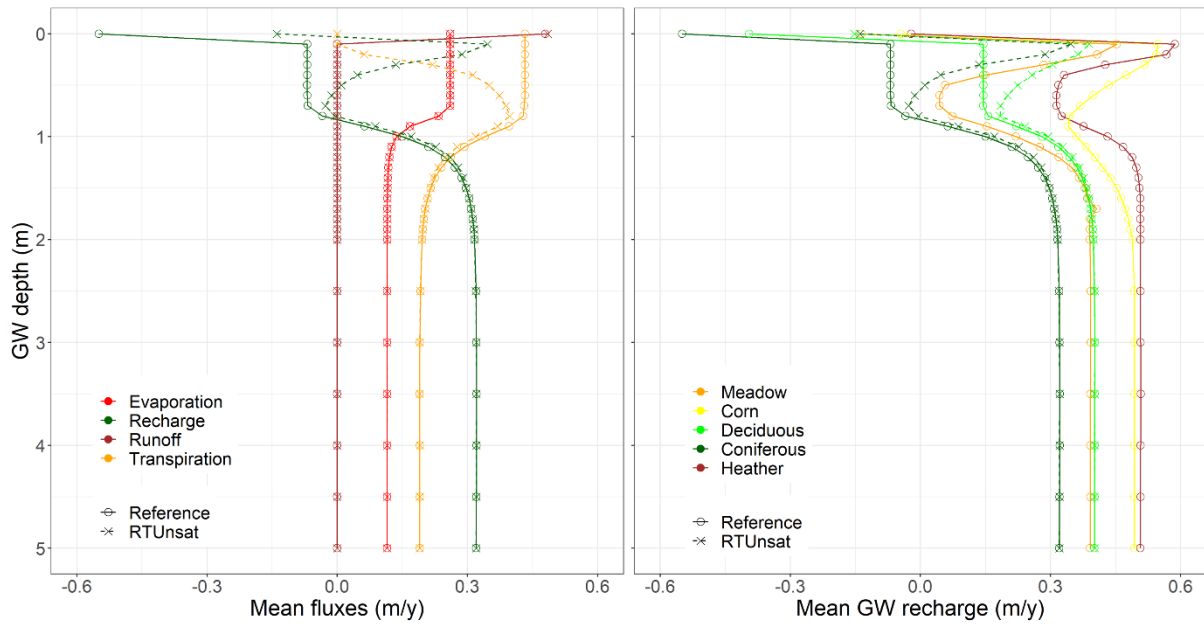 GW depth (m)
0
1
2
3
4
5
Evaporation
Recharge
Runoff
Transpiration
Reference
RTUnsat
-0.6 -0.3 0.0 0.3 0.6
Mean fluxes (m/y)
Meadow
Corn
Deciduous
Coniferous
Heather
Reference
RTUnsat
-0.6 -0.3 0.0 0.3 0.6
Mean GW recharge (m/y)